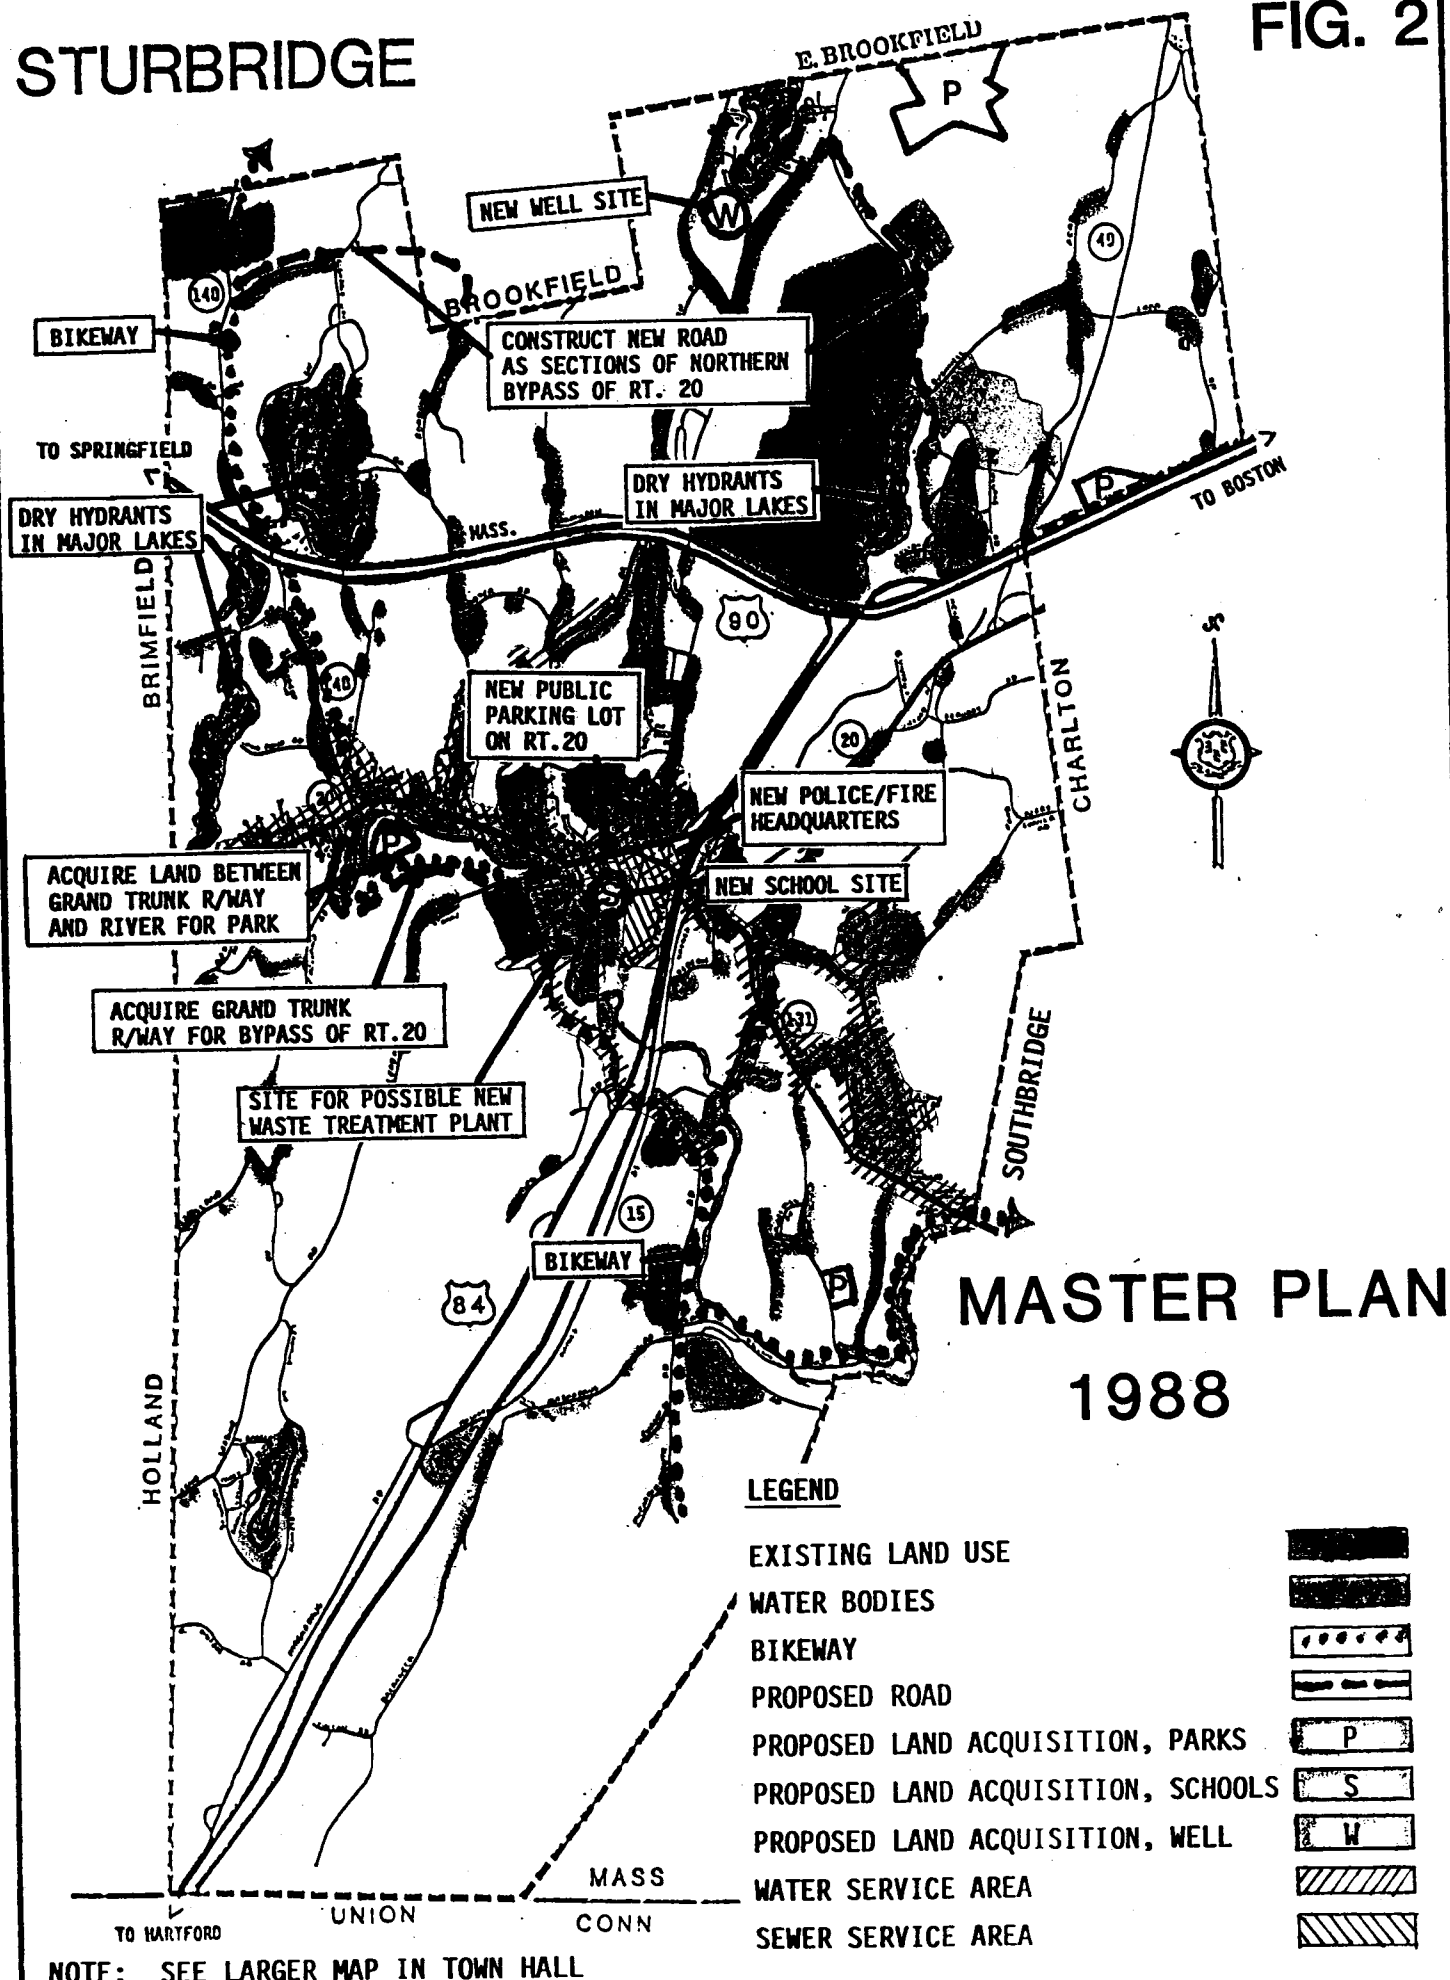 STURBRIDGE
FIG. 2
E. BROOKFIELD
P
NEW WELL SITE
W
49
140
BROOKFIELD
BIKEWAY
CONSTRUCT NEW ROAD
AS SECTIONS OF NORTHERN
BYPASS OF RT. 20
TO SPRINGFIELD
DRY HYDRANTS
IN MAJOR LAKES
DRY HYDRANTS
IN MAJOR LAKES
P
TO BOSTON
MASS.
90
BRIMFIELD
NEW PUBLIC
PARKING LOT
ON RT.20
20
CHARLTON
NEW POLICE/FIRE
HEADQUARTERS
P
ACQUIRE LAND BETWEEN
GRAND TRUNK R/WAY
AND RIVER FOR PARK
S
NEW SCHOOL SITE
ACQUIRE GRAND TRUNK
R/WAY FOR BYPASS OF RT.20
131
SITE FOR POSSIBLE NEW
WASTE TREATMENT PLANT
SOUTHBRIDGE
15
BIKEWAY
P
84
MASTER PLAN
1988
HOLLAND
LEGEND
EXISTING LAND USE
WATER BODIES
BIKEWAY
PROPOSED ROAD
PROPOSED LAND ACQUISITION, PARKS P
PROPOSED LAND ACQUISITION, SCHOOLS S
PROPOSED LAND ACQUISITION, WELL W
WATER SERVICE AREA
SEWER SERVICE AREA
MASS
UNION
CONN
TO HARTFORD
NOTE: SEE LARGER MAP IN TOWN HALL